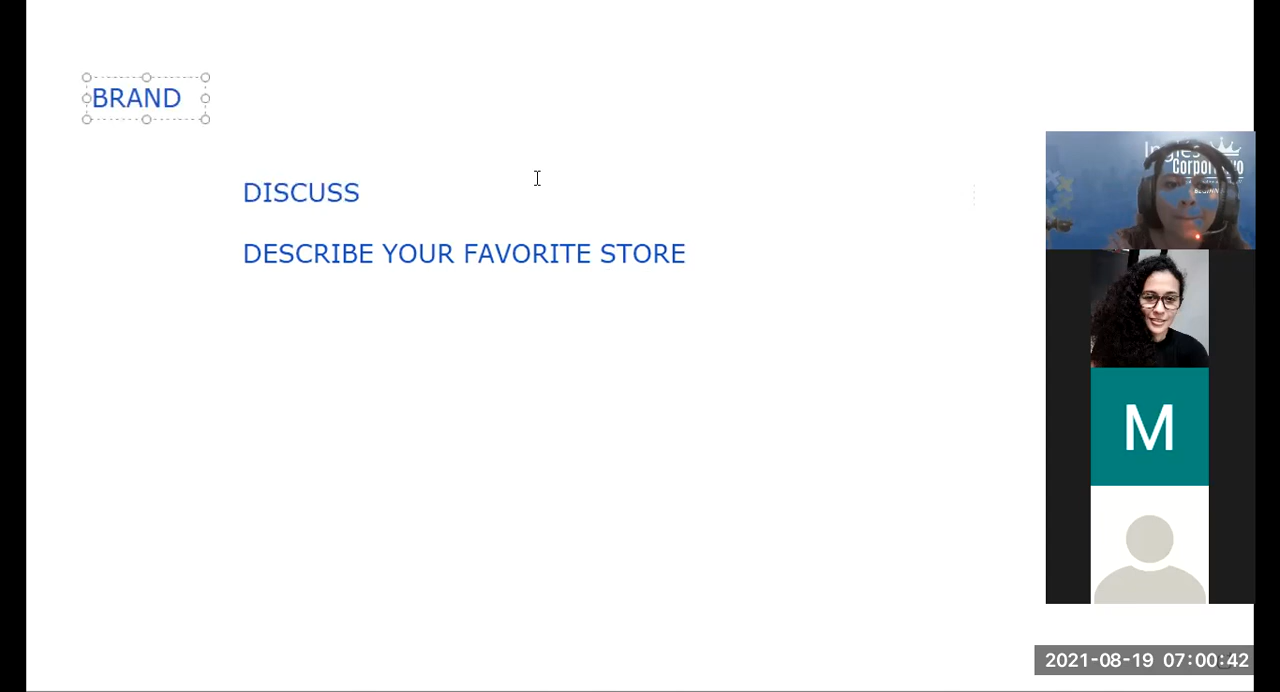 BRAND
DISCUSS
DESCRIBE YOUR FAVORITE STORE
M
2021-08-19 07:00:42